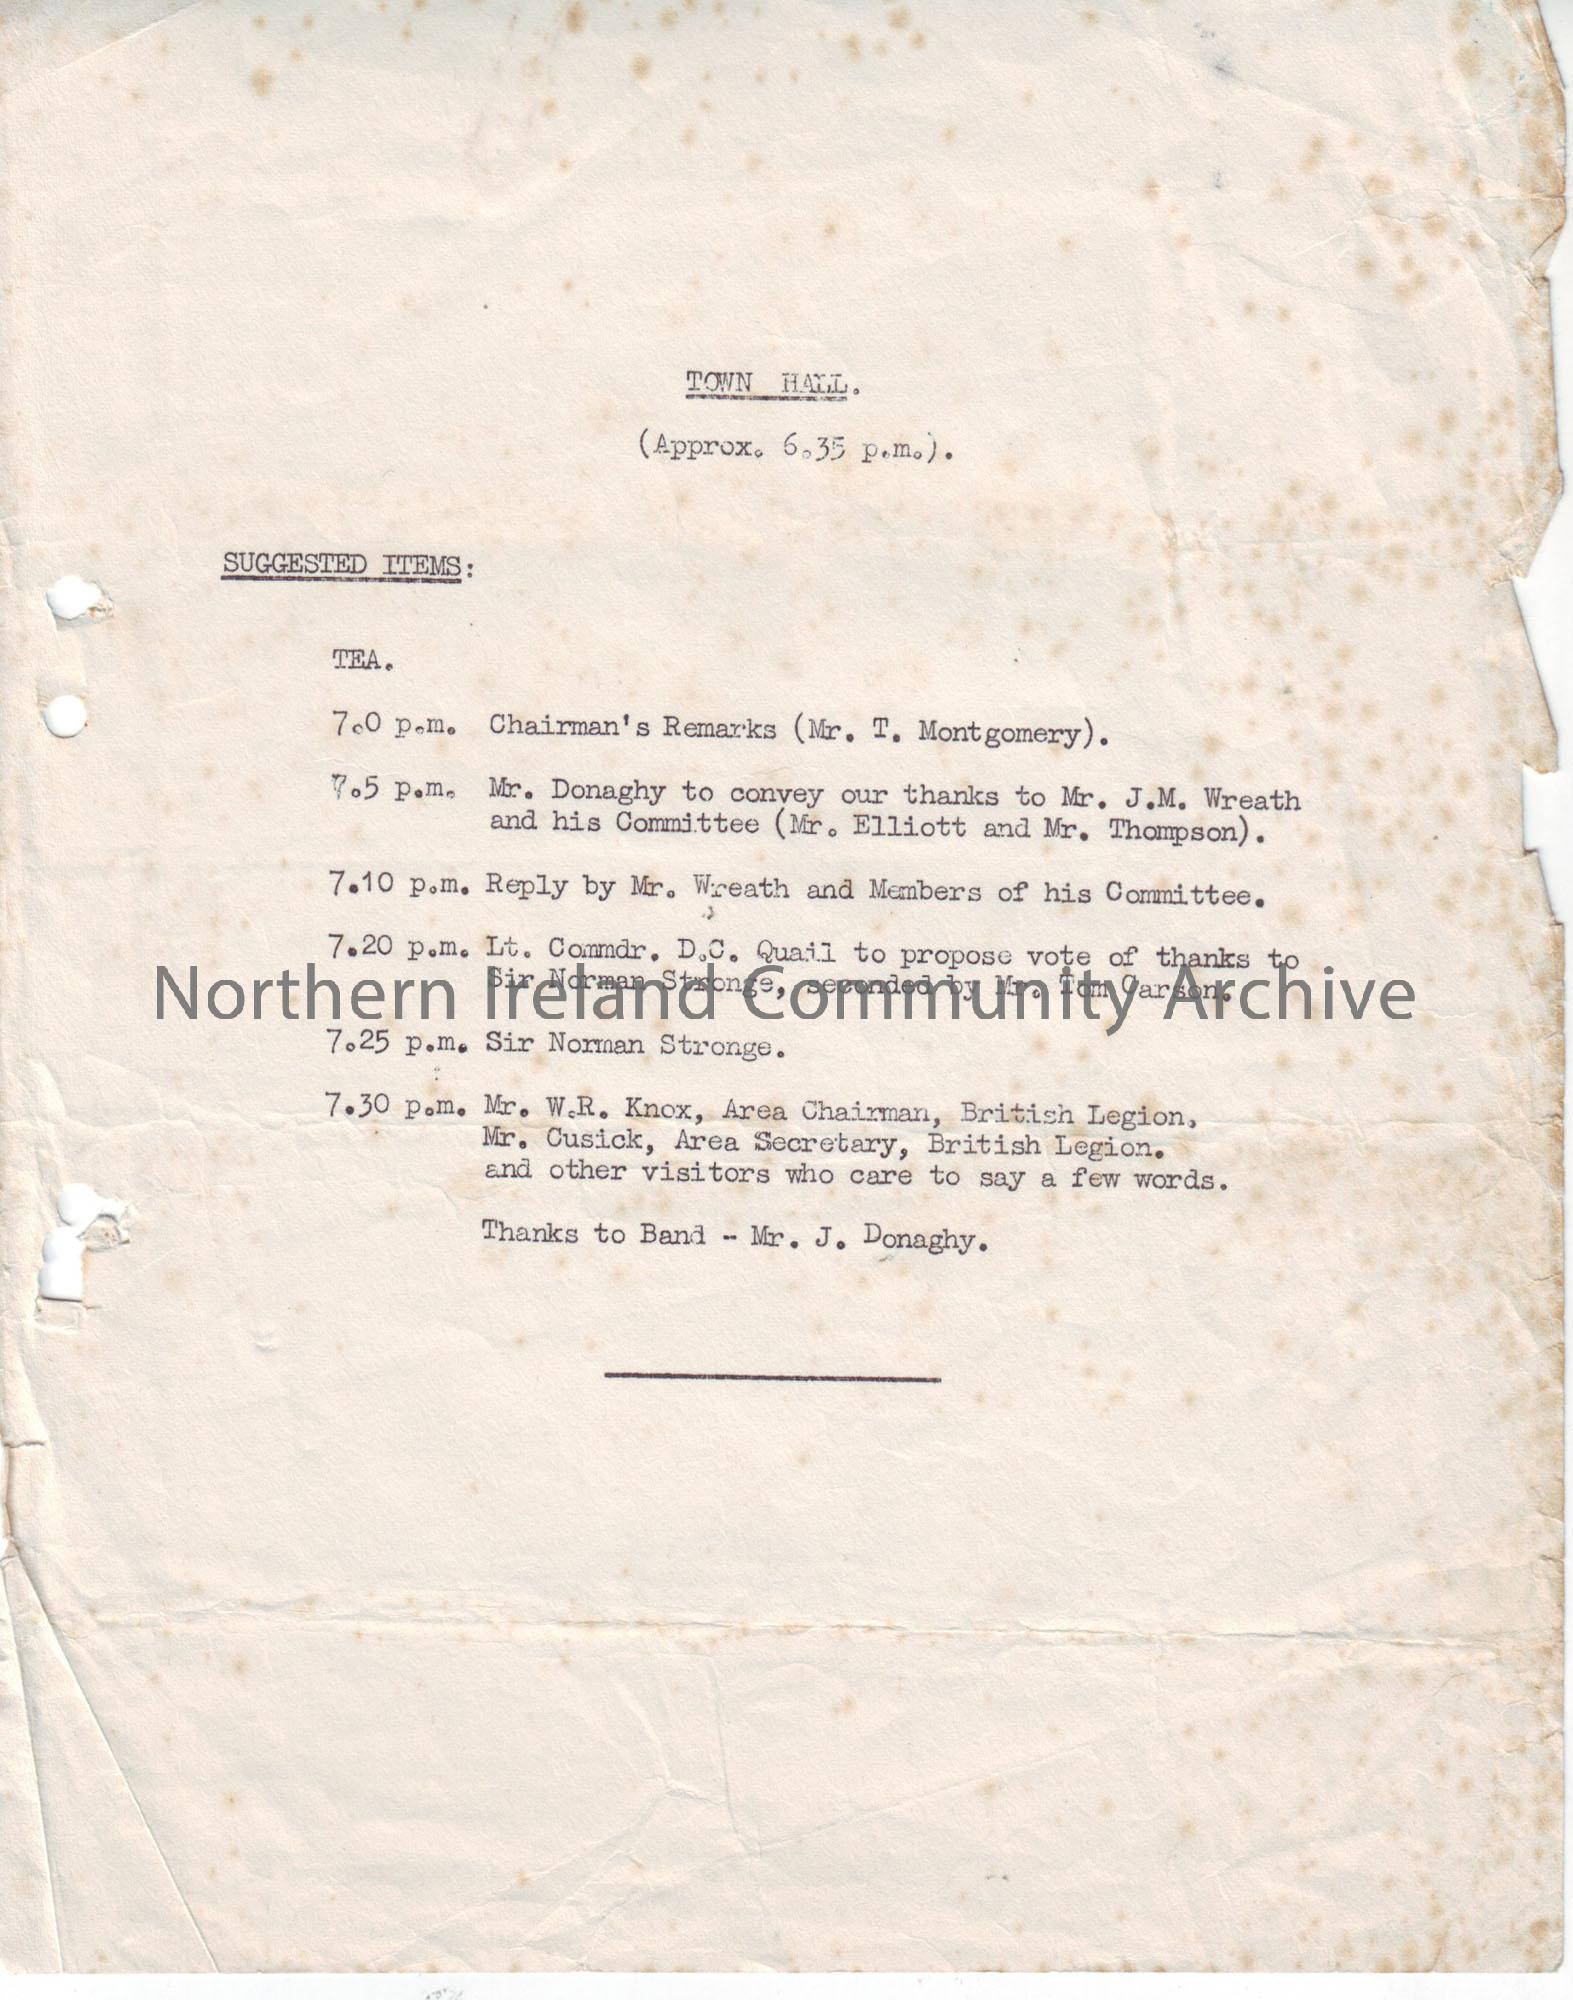 TOWN HALL.
(Approx. 6.35 p.m.).
SUGGESTED ITEMS:
TEA.
7.0 p.m. Chairman's Remarks (Mr. T. Montgomery).
7.5 p.m. Mr. Donaghy to convey our thanks to Mr. J.M. Wreath
and his Committee (Mr. Elliott and Mr. Thompson).
7.10 p.m. Reply by Mr. Wreath and Members of his Committee.
7.20 p.m. Lt. Commdr. D.C. Quail to propose vote of thanks to
Sir Norman Stronge, seconded by Mr. Tom Carson.
Northern Ireland Community Archive
7.25 p.m. Sir Norman Stronge.
7.30 p.m. Mr. W.R. Knox, Area Chairman, British Legion,
Mr. Cusick, Area Secretary, British Legion.
and other visitors who care to say a few words.
Thanks to Band - Mr. J. Donaghy.